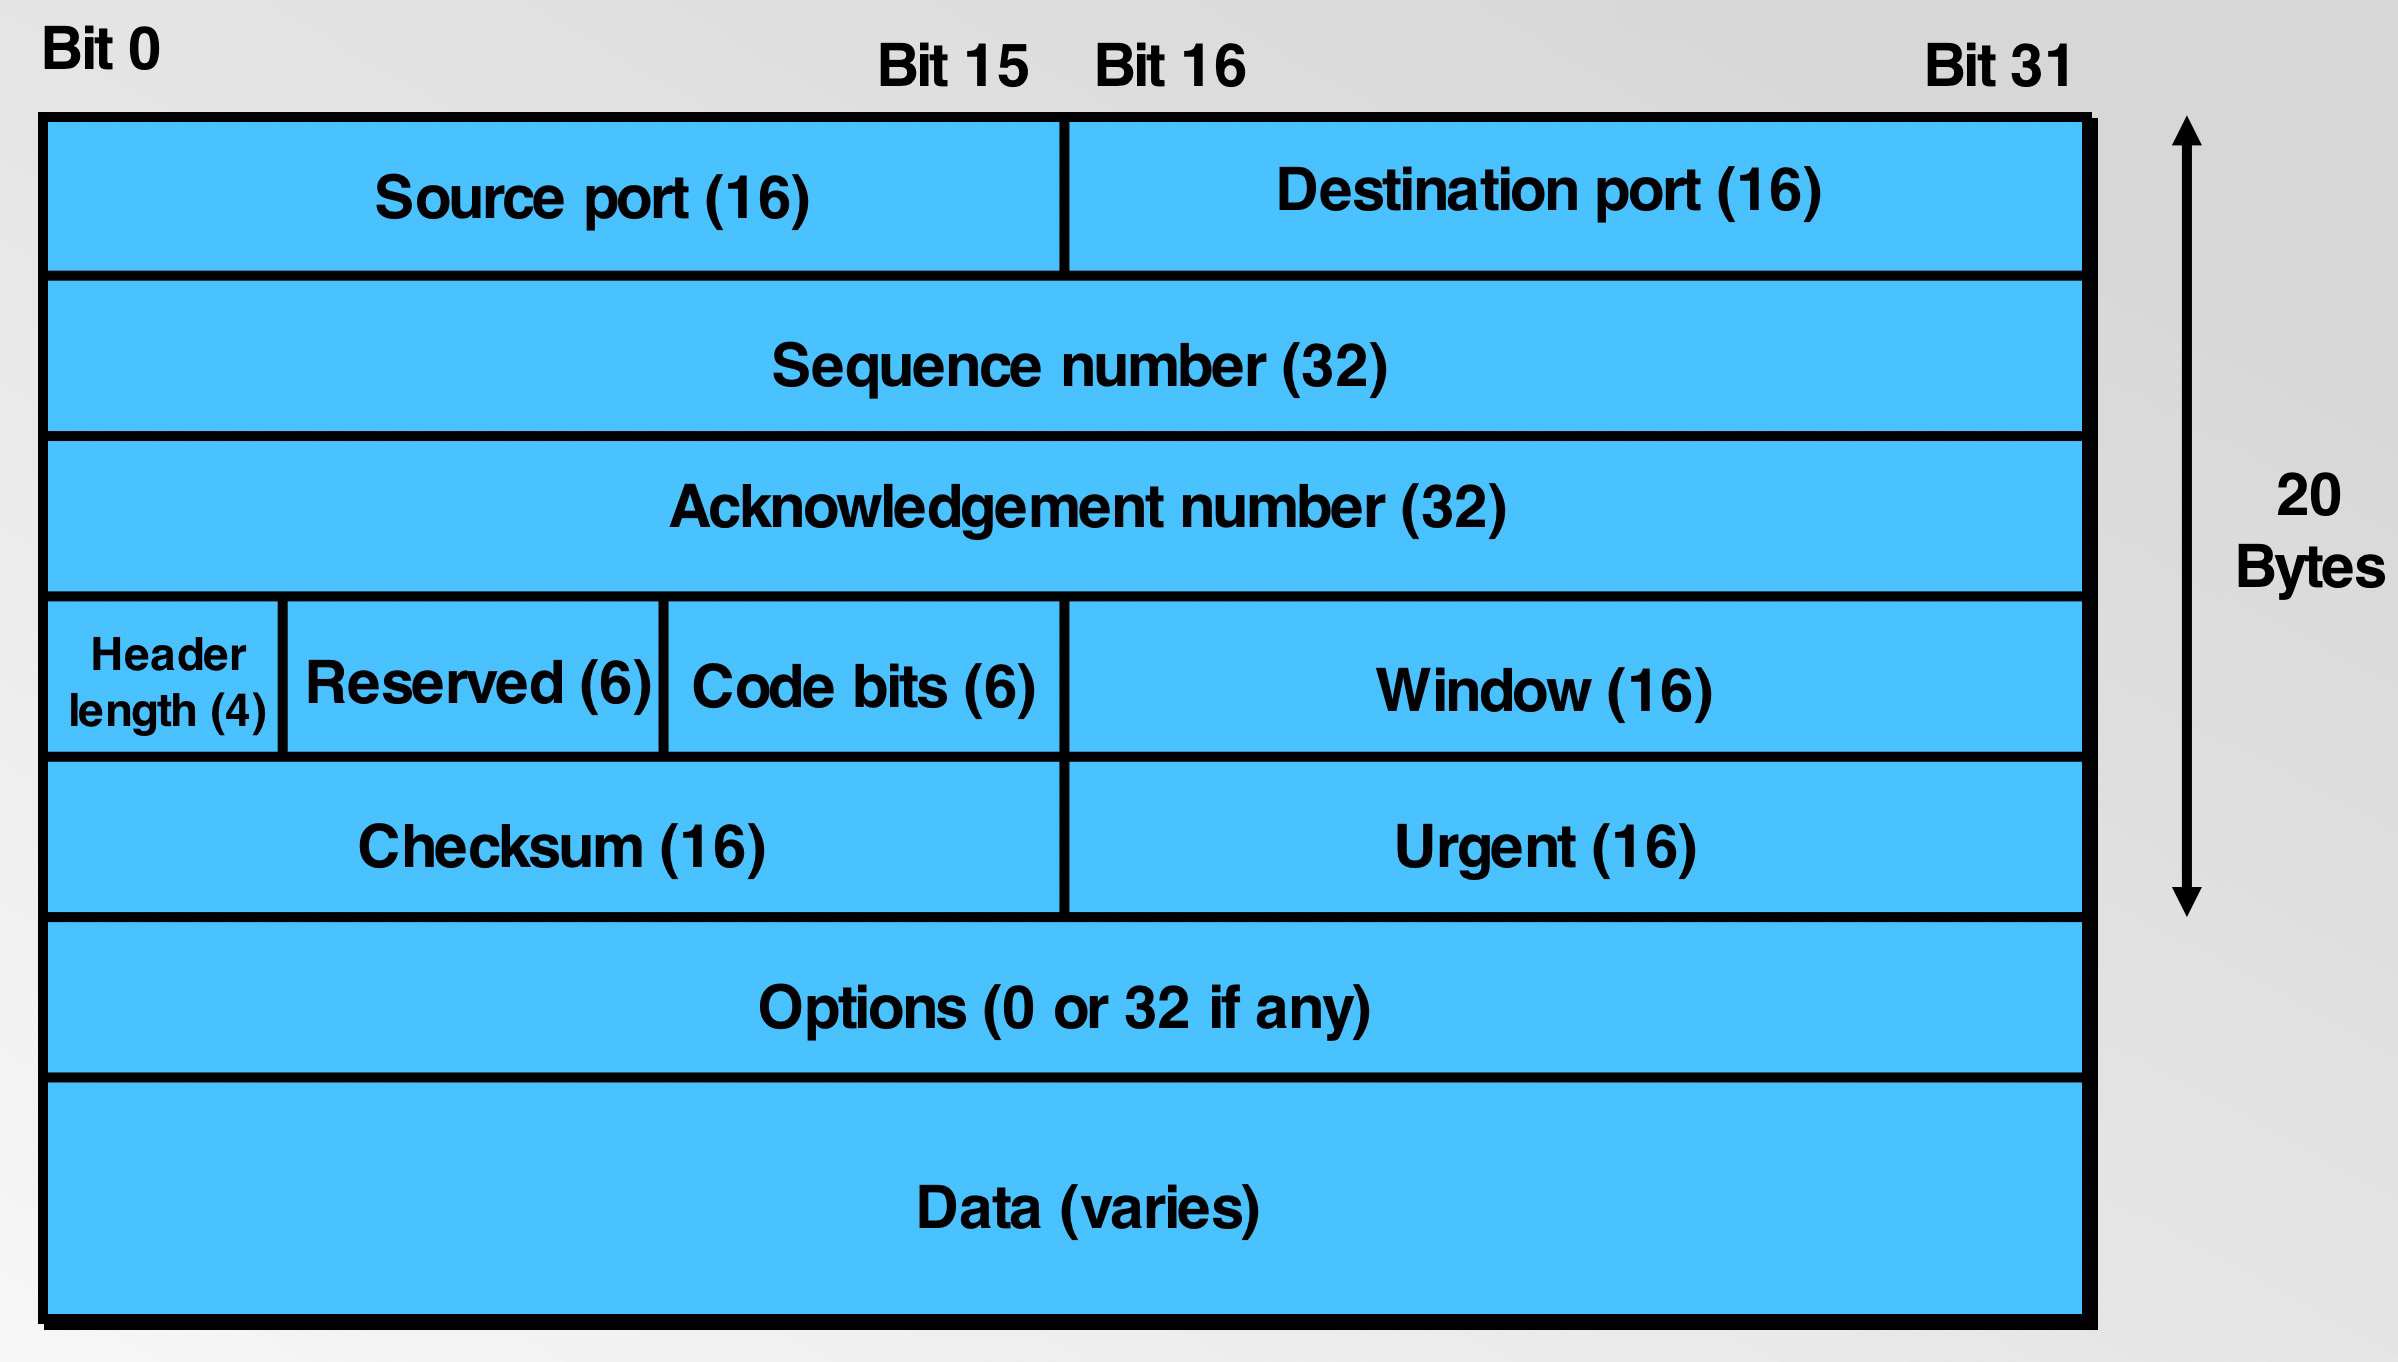 Bit 0
Bit 15
Bit 16
Bit 31
Source port (16)
Destination port (16)
Sequence number (32)
Acknowledgement number (32)
20
Bytes
Header
length (4)
Reserved (6)
Code bits (6)
Window (16)
Checksum (16)
Urgent (16)
Options (0 or 32 if any)
Data (varies)